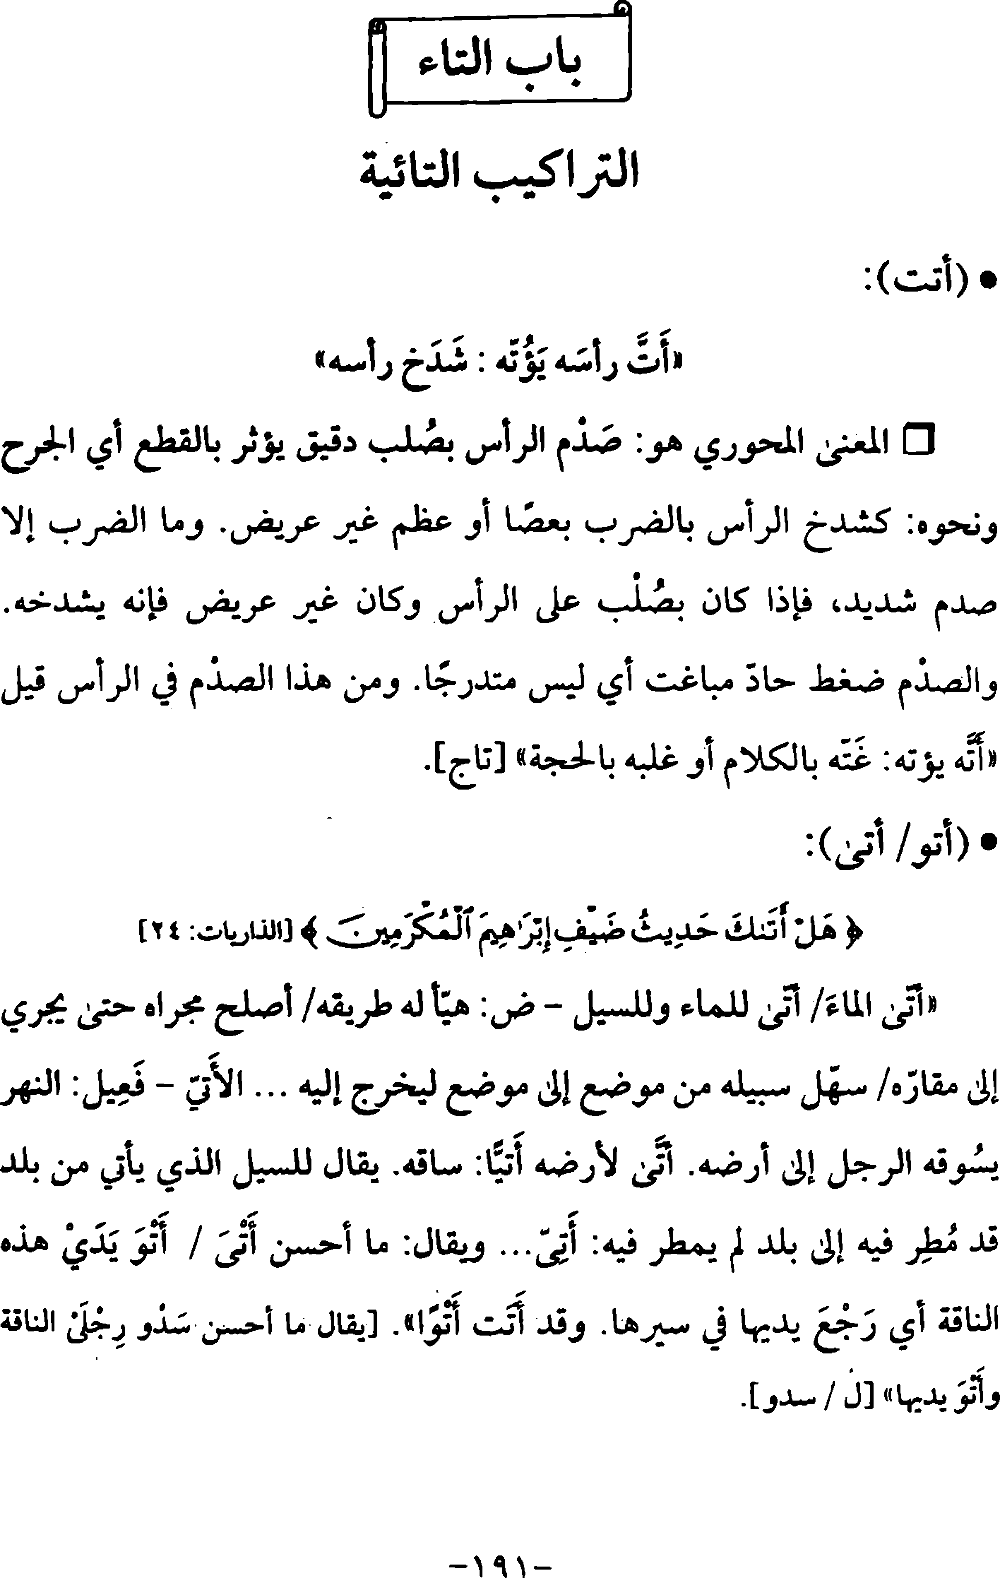 باب التاء
التراكيب التائية
• (أتت):
«أَتَّ رأسَه يَؤُتّه : شَدَخ رأسه»
□ المعنىٰ المحوري هو: صَدْم الرأس بصُلب دقيق يؤثر بالقطع أي الجرح
ونحوه: كشدخ الرأس بالضرب بعصًا أو عظم غير عريض. وما الضرب إلا
صدم شديد، فإذا كان بصُلْب على الرأس وكان غير عريض فإنه يشدخه.
والصدْم ضغط حادّ مباغت أي ليس متدرجًا. ومن هذا الصدْم في الرأس قيل
«أَتَّه يؤته: غَتّه بالكلام أو غلبه بالحجة» [تاج].
• (أتو/ أتىٰ):
﴿ هَلْ أَتَىٰكَ حَدِيثُ ضَيْفِ إِبْرَٰهِيمَ ٱلْمُكْرَمِينَ ﴾ [الذاريات: ٢٤]
«أتّىٰ الماءَ/ أتّىٰ للماء وللسيل – ض: هيّأ له طريقه/ أصلح مجراه حتىٰ يجري
إلىٰ مقارّه/ سهّل سبيله من موضع إلىٰ موضع ليخرج إليه ... الأَتيّ – فَعِيل: النهر
يسُوقه الرجل إلىٰ أرضه. أتَّىٰ لأرضه أَتيًّا: ساقه. يقال للسيل الذي يأتي من بلد
قد مُطِر فيه إلىٰ بلد لم يمطر فيه: أَتِيّ... ويقال: ما أحسن أَتْىَ / أَتْوَ يَدَيْ هذه
الناقة أي رَجْعَ يديها في سيرها. وقد أَتَت أَتْوًا». [يقال ما أحسن سَدْو رِجْلَىْ الناقة
وأَتْوَ يديها» [ل / سدو].
–١٩١–